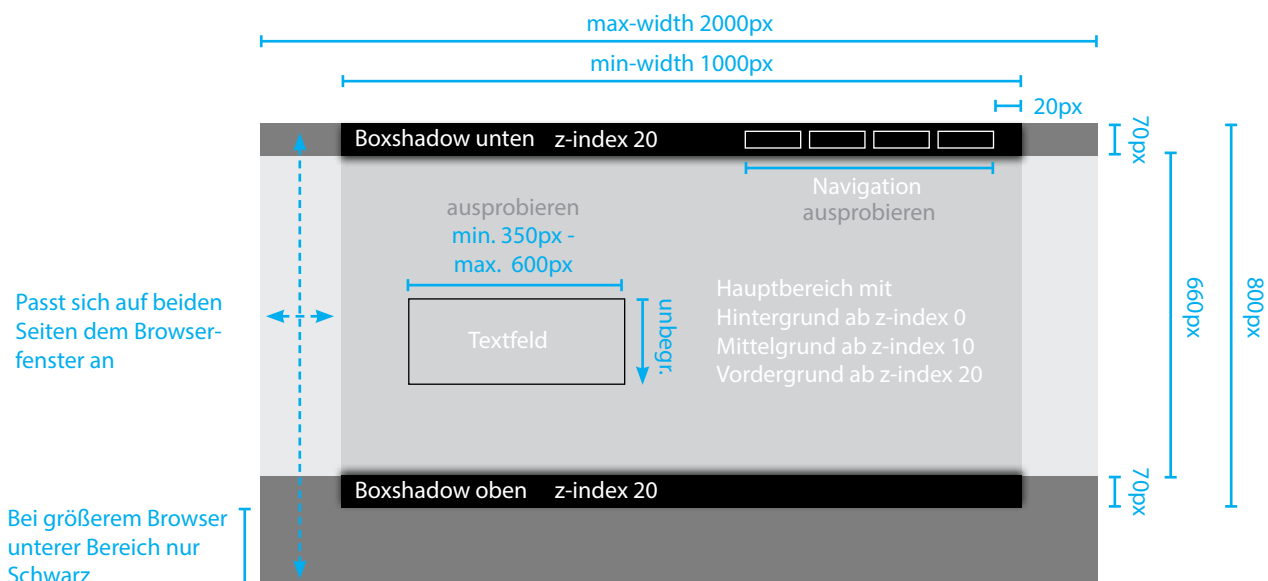 max-width 2000px
min-width 1000px
20px
Boxshadow unten z-index 20
70px
Navigation
ausprobieren
ausprobieren
min. 350px -
max. 600px
Textfeld
unbegr.
Hauptbereich mit
Hintergrund ab z-index 0
Mittelgrund ab z-index 10
Vordergrund ab z-index 20
660px
800px
Passt sich auf beiden
Seiten dem Browser-
fenster an
Boxshadow oben z-index 20
70px
Bei größerem Browser
unterer Bereich nur
Schwarz